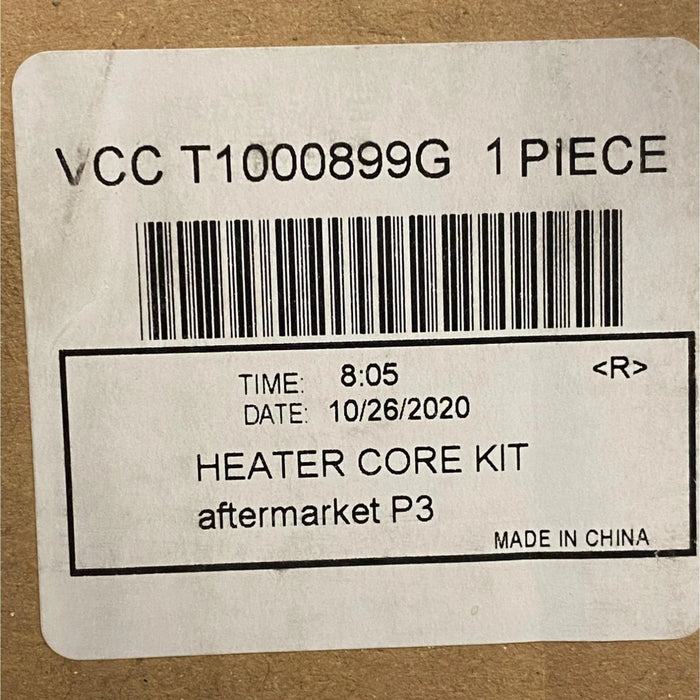 VCC T1000899G 1 PIECE
TIME: 8:05 <R>
DATE: 10/26/2020
HEATER CORE KIT
aftermarket P3
MADE IN CHINA